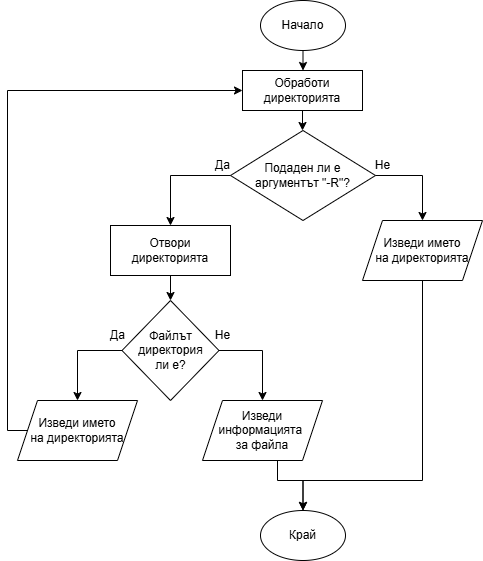 Начало
Обработи
директорията
Подаден ли е
аргументът "-R"?
Да
Не
Отвори
директорията
Изведи името
на директорията
Файлът
директория
ли е?
Да
Не
Изведи името
на директорията
Изведи
информацията
за файла
Край